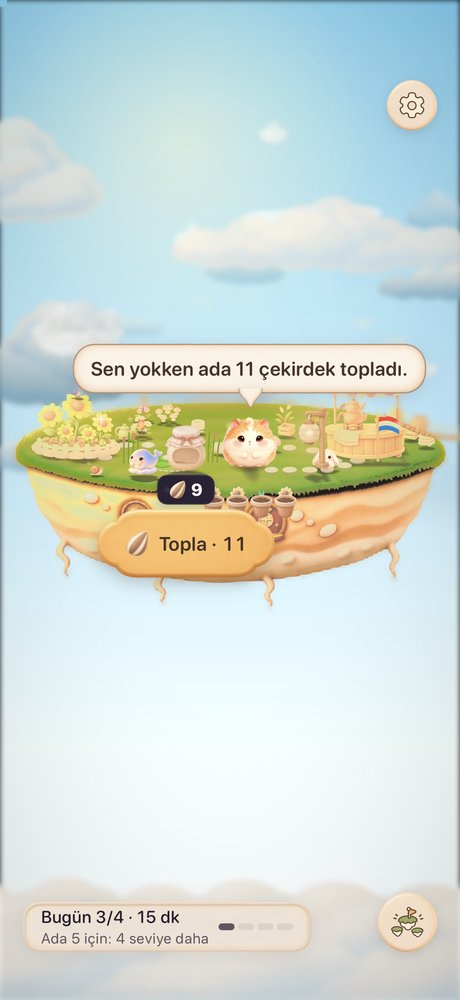 Sen yokken ada 11 çekirdek topladı.
9
Topla · 11
Bugün 3/4 · 15 dk
Ada 5 için: 4 seviye daha